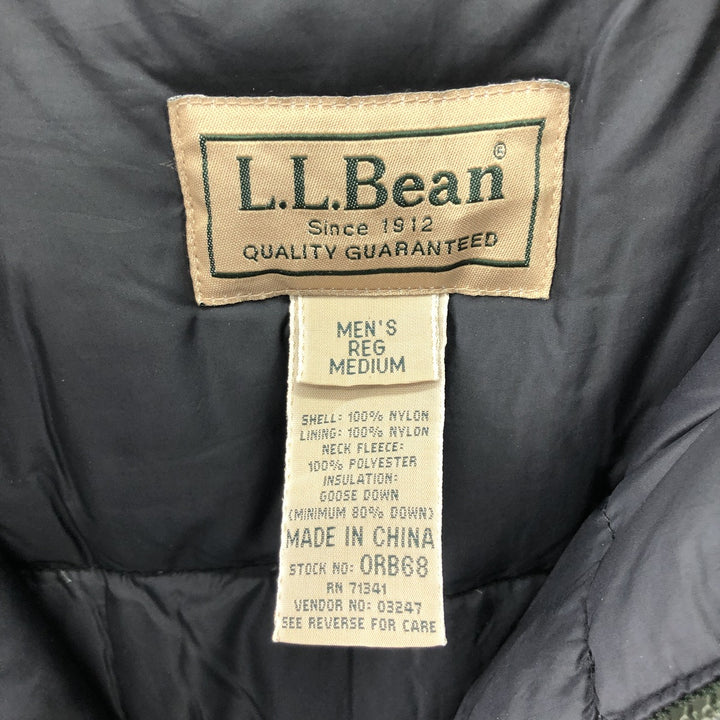 L.L.Bean®
Since 1912
QUALITY GUARANTEED
MEN'S
REG
MEDIUM
SHELL: 100% NYLON
LINING: 100% NYLON
NECK FLEECE:
100% POLYESTER
INSULATION:
GOOSE DOWN
(MINIMUM 80% DOWN)
MADE IN CHINA
STOCK NO: 0RB68
RN 71341
VENDOR NO: 03247
SEE REVERSE FOR CARE